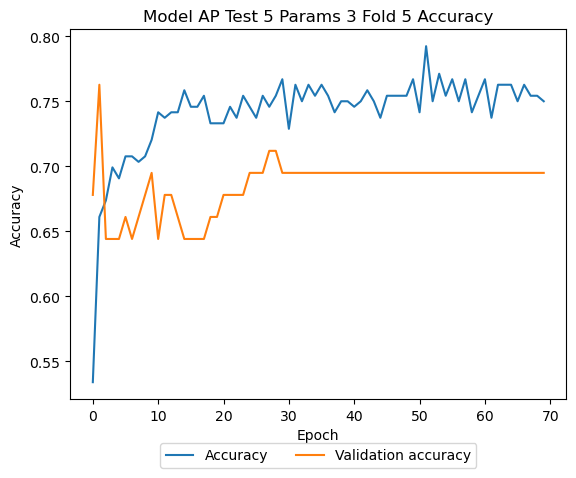 Model AP Test 5 Params 3 Fold 5 Accuracy
0.80
0.75
0.70
0.65
0.60
0.55
Accuracy
0 10 20 30 40 50 60 70
Epoch
Accuracy Validation accuracy